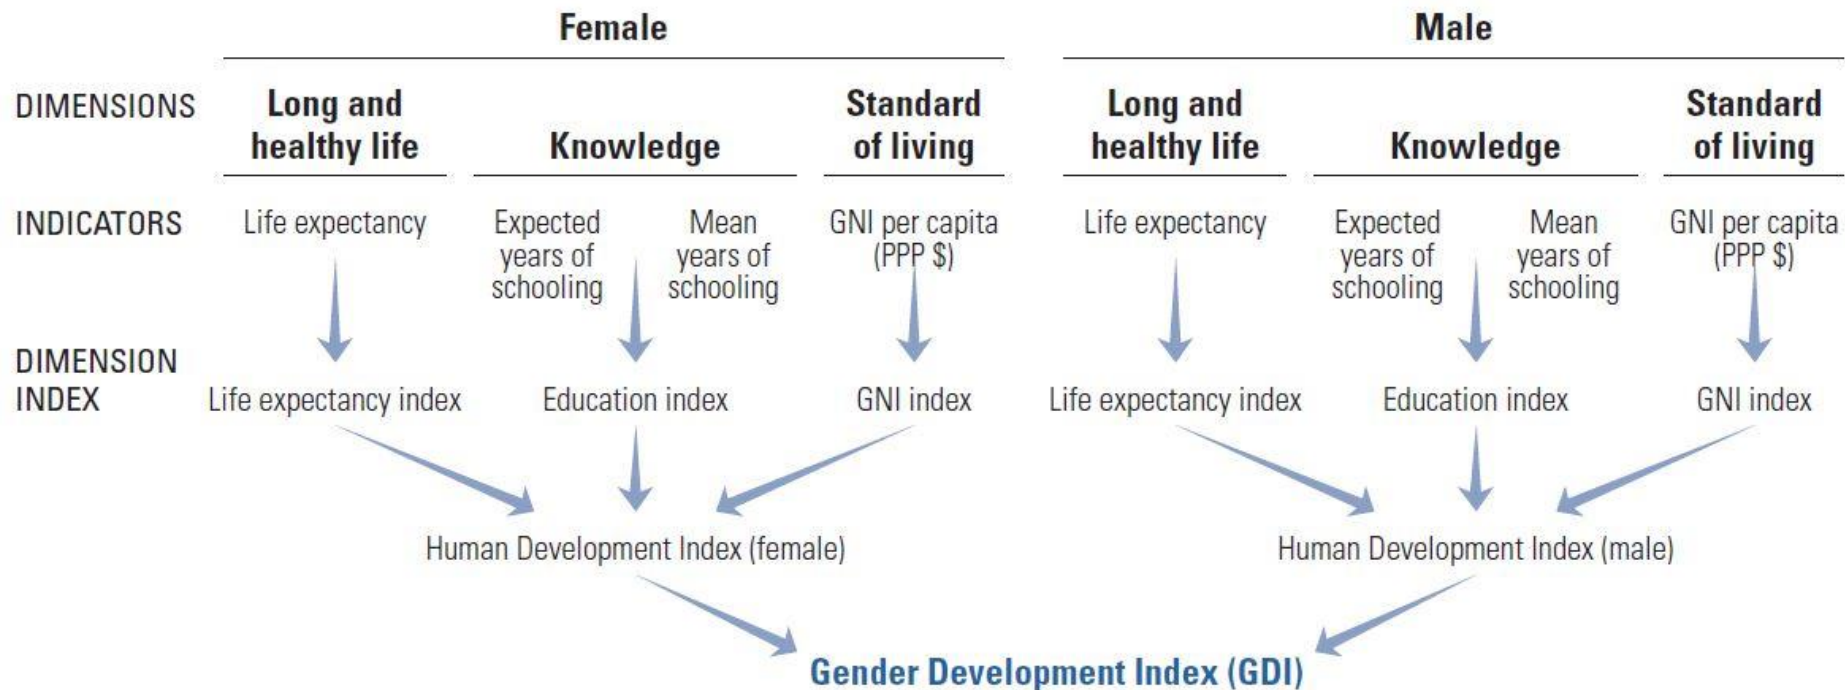 Female
Male
DIMENSIONS
Long and
healthy life
Knowledge
Standard
of living
Long and
healthy life
Knowledge
Standard
of living
INDICATORS
Life expectancy
Expected
years of
schooling
Mean
years of
schooling
GNI per capita
(PPP $)
Life expectancy
Expected
years of
schooling
Mean
years of
schooling
GNI per capita
(PPP $)
DIMENSION
INDEX
Life expectancy index
Education index
GNI index
Life expectancy index
Education index
GNI index
Human Development Index (female)
Human Development Index (male)
Gender Development Index (GDI)